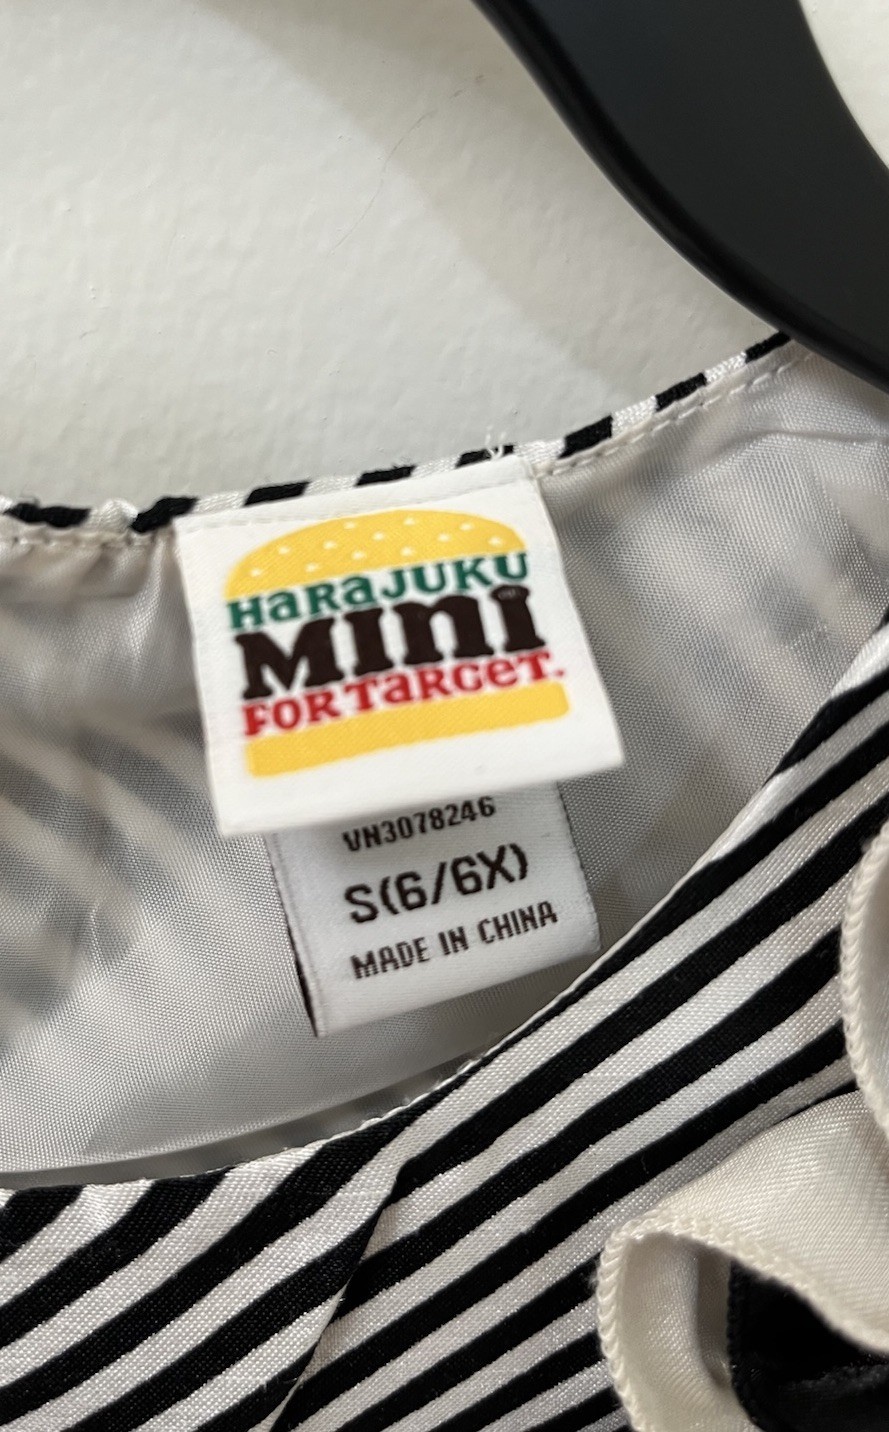 HaRaJUKU
MINI
FOR TaRGeT.
VN3078246
S(6/6X)
MADE IN CHINA